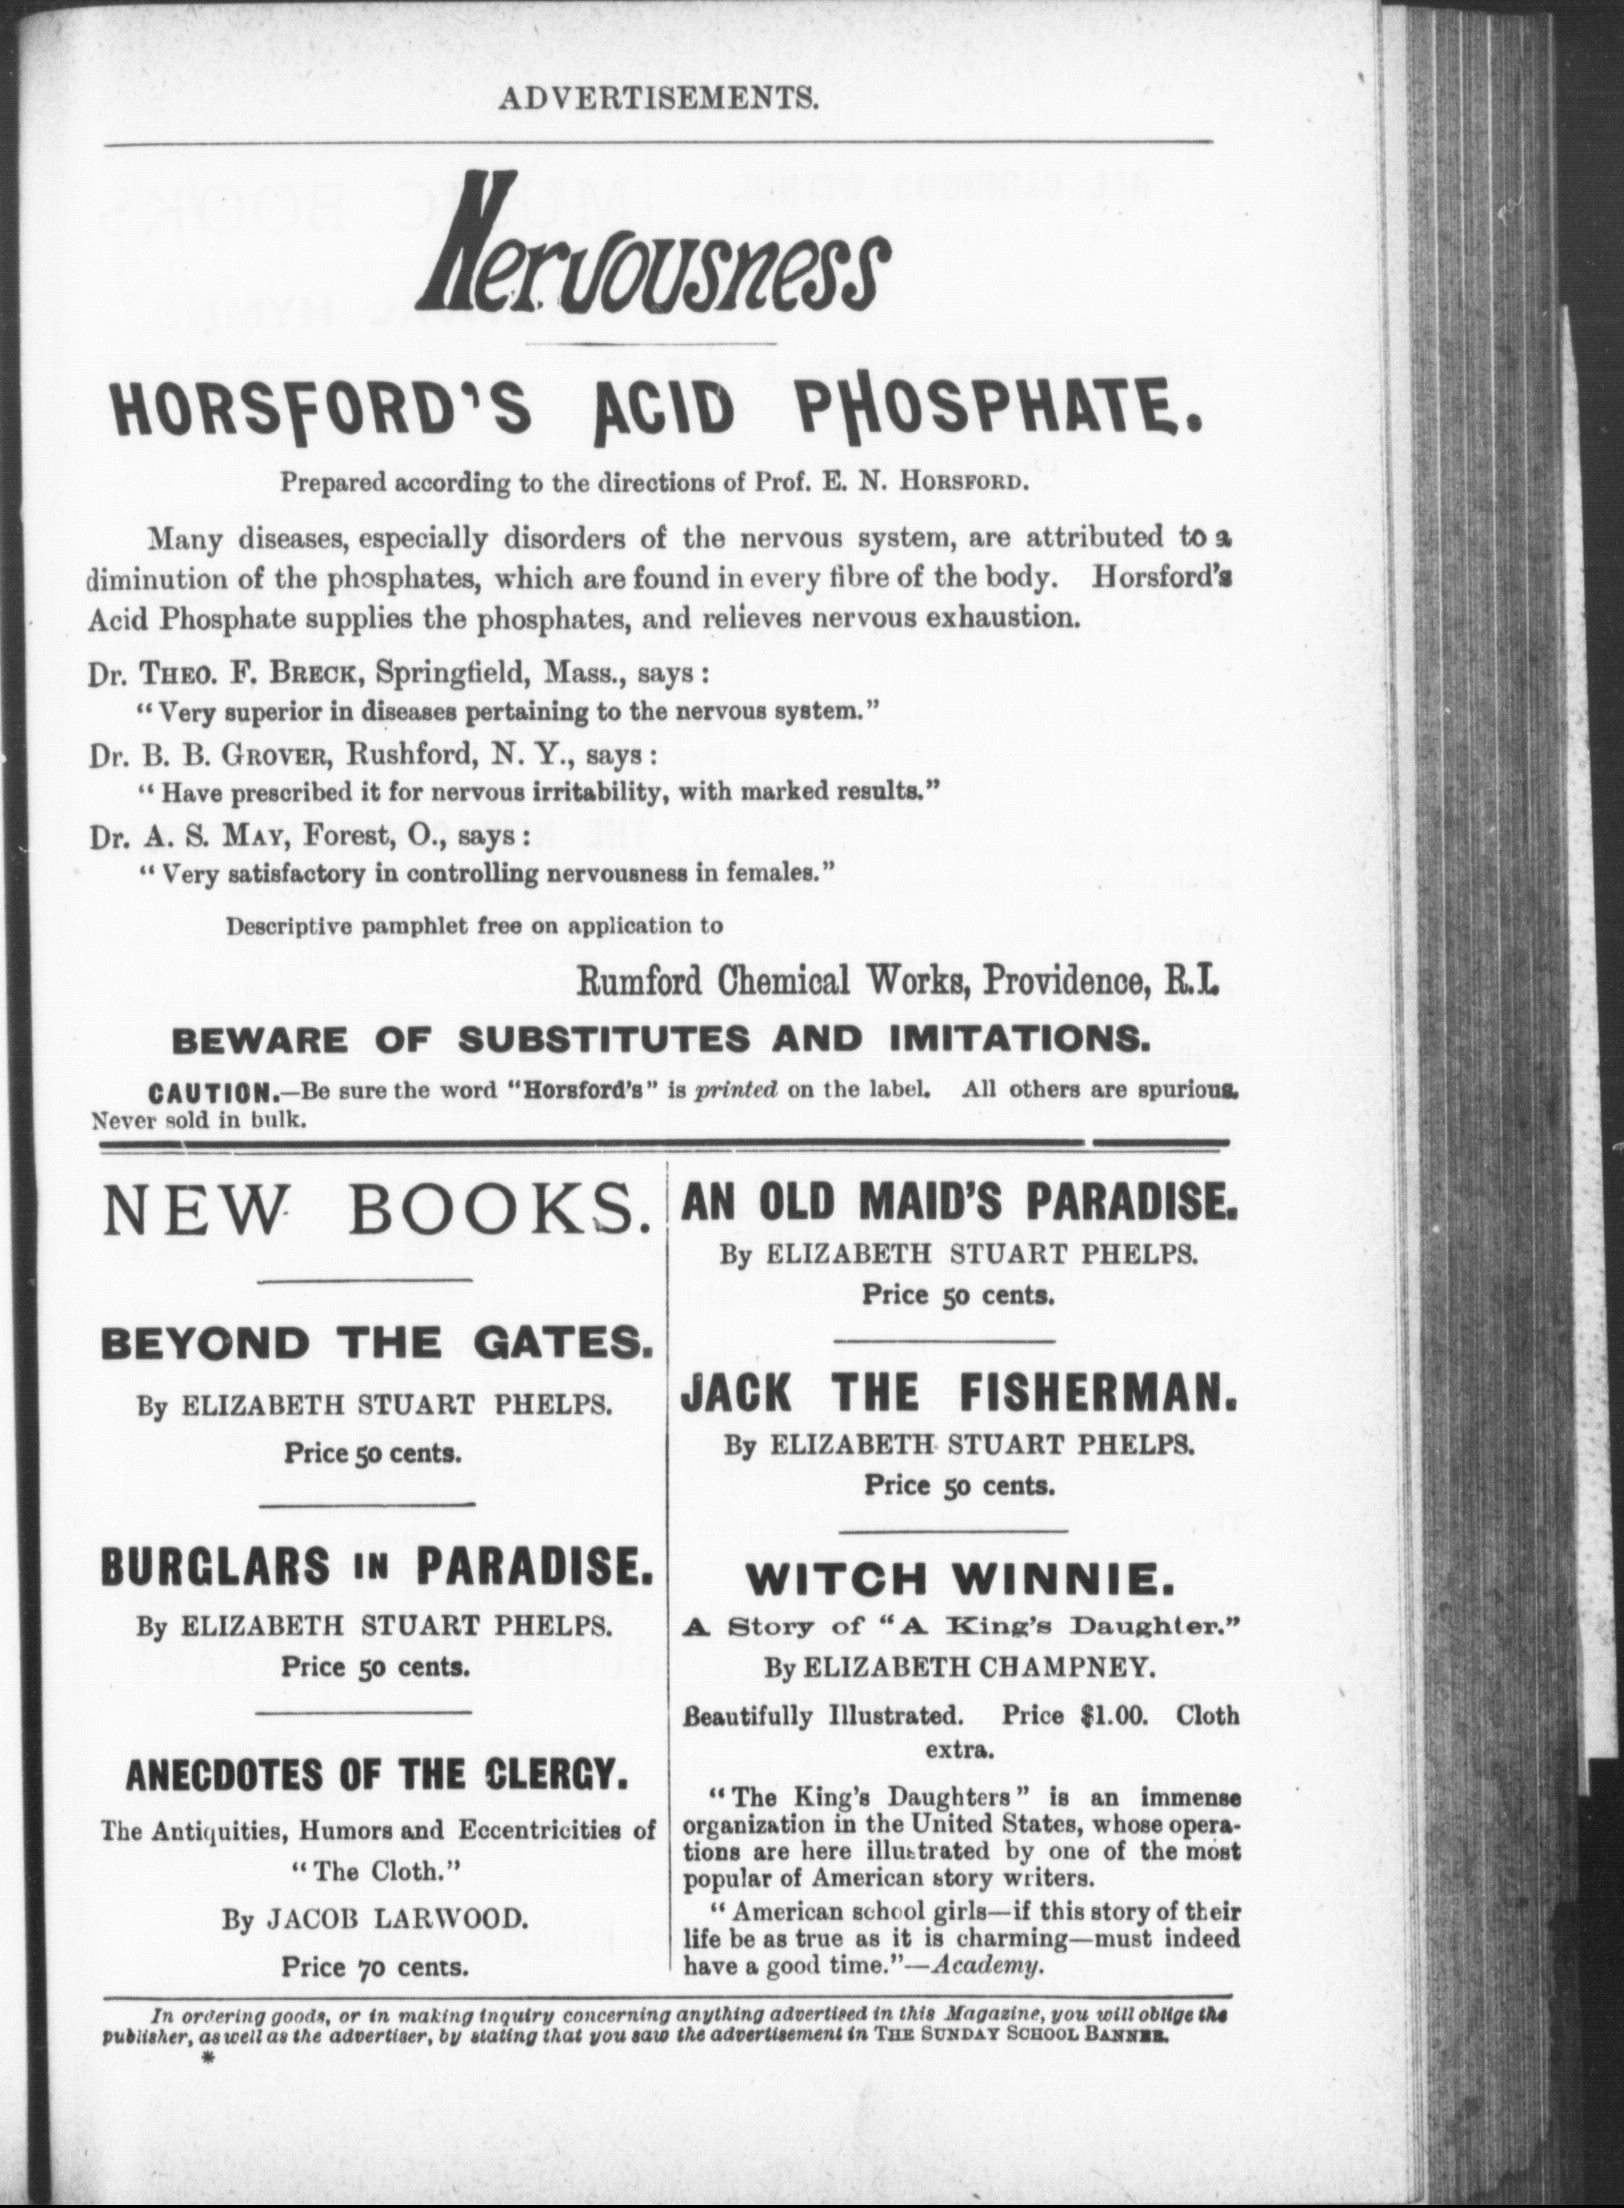 ADVERTISEMENTS.
Nervousness
HORSFORD'S ACID PHOSPHATE.
Prepared according to the directions of Prof. E. N. HORSFORD.
Many diseases, especially disorders of the nervous system, are attributed to a
diminution of the phosphates, which are found in every fibre of the body. Horsford's
Acid Phosphate supplies the phosphates, and relieves nervous exhaustion.
Dr. THEO. F. BRECK, Springfield, Mass., says:
"Very superior in diseases pertaining to the nervous system."
Dr. B. B. GROVER, Rushford, N. Y., says:
"Have prescribed it for nervous irritability, with marked results."
Dr. A. S. MAY, Forest, O., says:
"Very satisfactory in controlling nervousness in females."
Descriptive pamphlet free on application to
Rumford Chemical Works, Providence, R.I.
BEWARE OF SUBSTITUTES AND IMITATIONS.
CAUTION.—Be sure the word "Horsford's" is printed on the label. All others are spurious.
Never sold in bulk.
NEW BOOKS.
BEYOND THE GATES.
By ELIZABETH STUART PHELPS.
Price 50 cents.
BURGLARS IN PARADISE.
By ELIZABETH STUART PHELPS.
Price 50 cents.
ANECDOTES OF THE CLERGY.
The Antiquities, Humors and Eccentricities of
"The Cloth."
By JACOB LARWOOD.
Price 70 cents.
AN OLD MAID'S PARADISE.
By ELIZABETH STUART PHELPS.
Price 50 cents.
JACK THE FISHERMAN.
By ELIZABETH STUART PHELPS.
Price 50 cents.
WITCH WINNIE.
A Story of "A King's Daughter."
By ELIZABETH CHAMPNEY.
Beautifully Illustrated. Price $1.00. Cloth
extra.
"The King's Daughters" is an immense
organization in the United States, whose opera-
tions are here illustrated by one of the most
popular of American story writers.
"American school girls—if this story of their
life be as true as it is charming—must indeed
have a good time."—Academy.
In ordering goods, or in making inquiry concerning anything advertised in this Magazine, you will oblige the
publisher, as well as the advertiser, by stating that you saw the advertisement in THE SUNDAY SCHOOL BANNER.
*